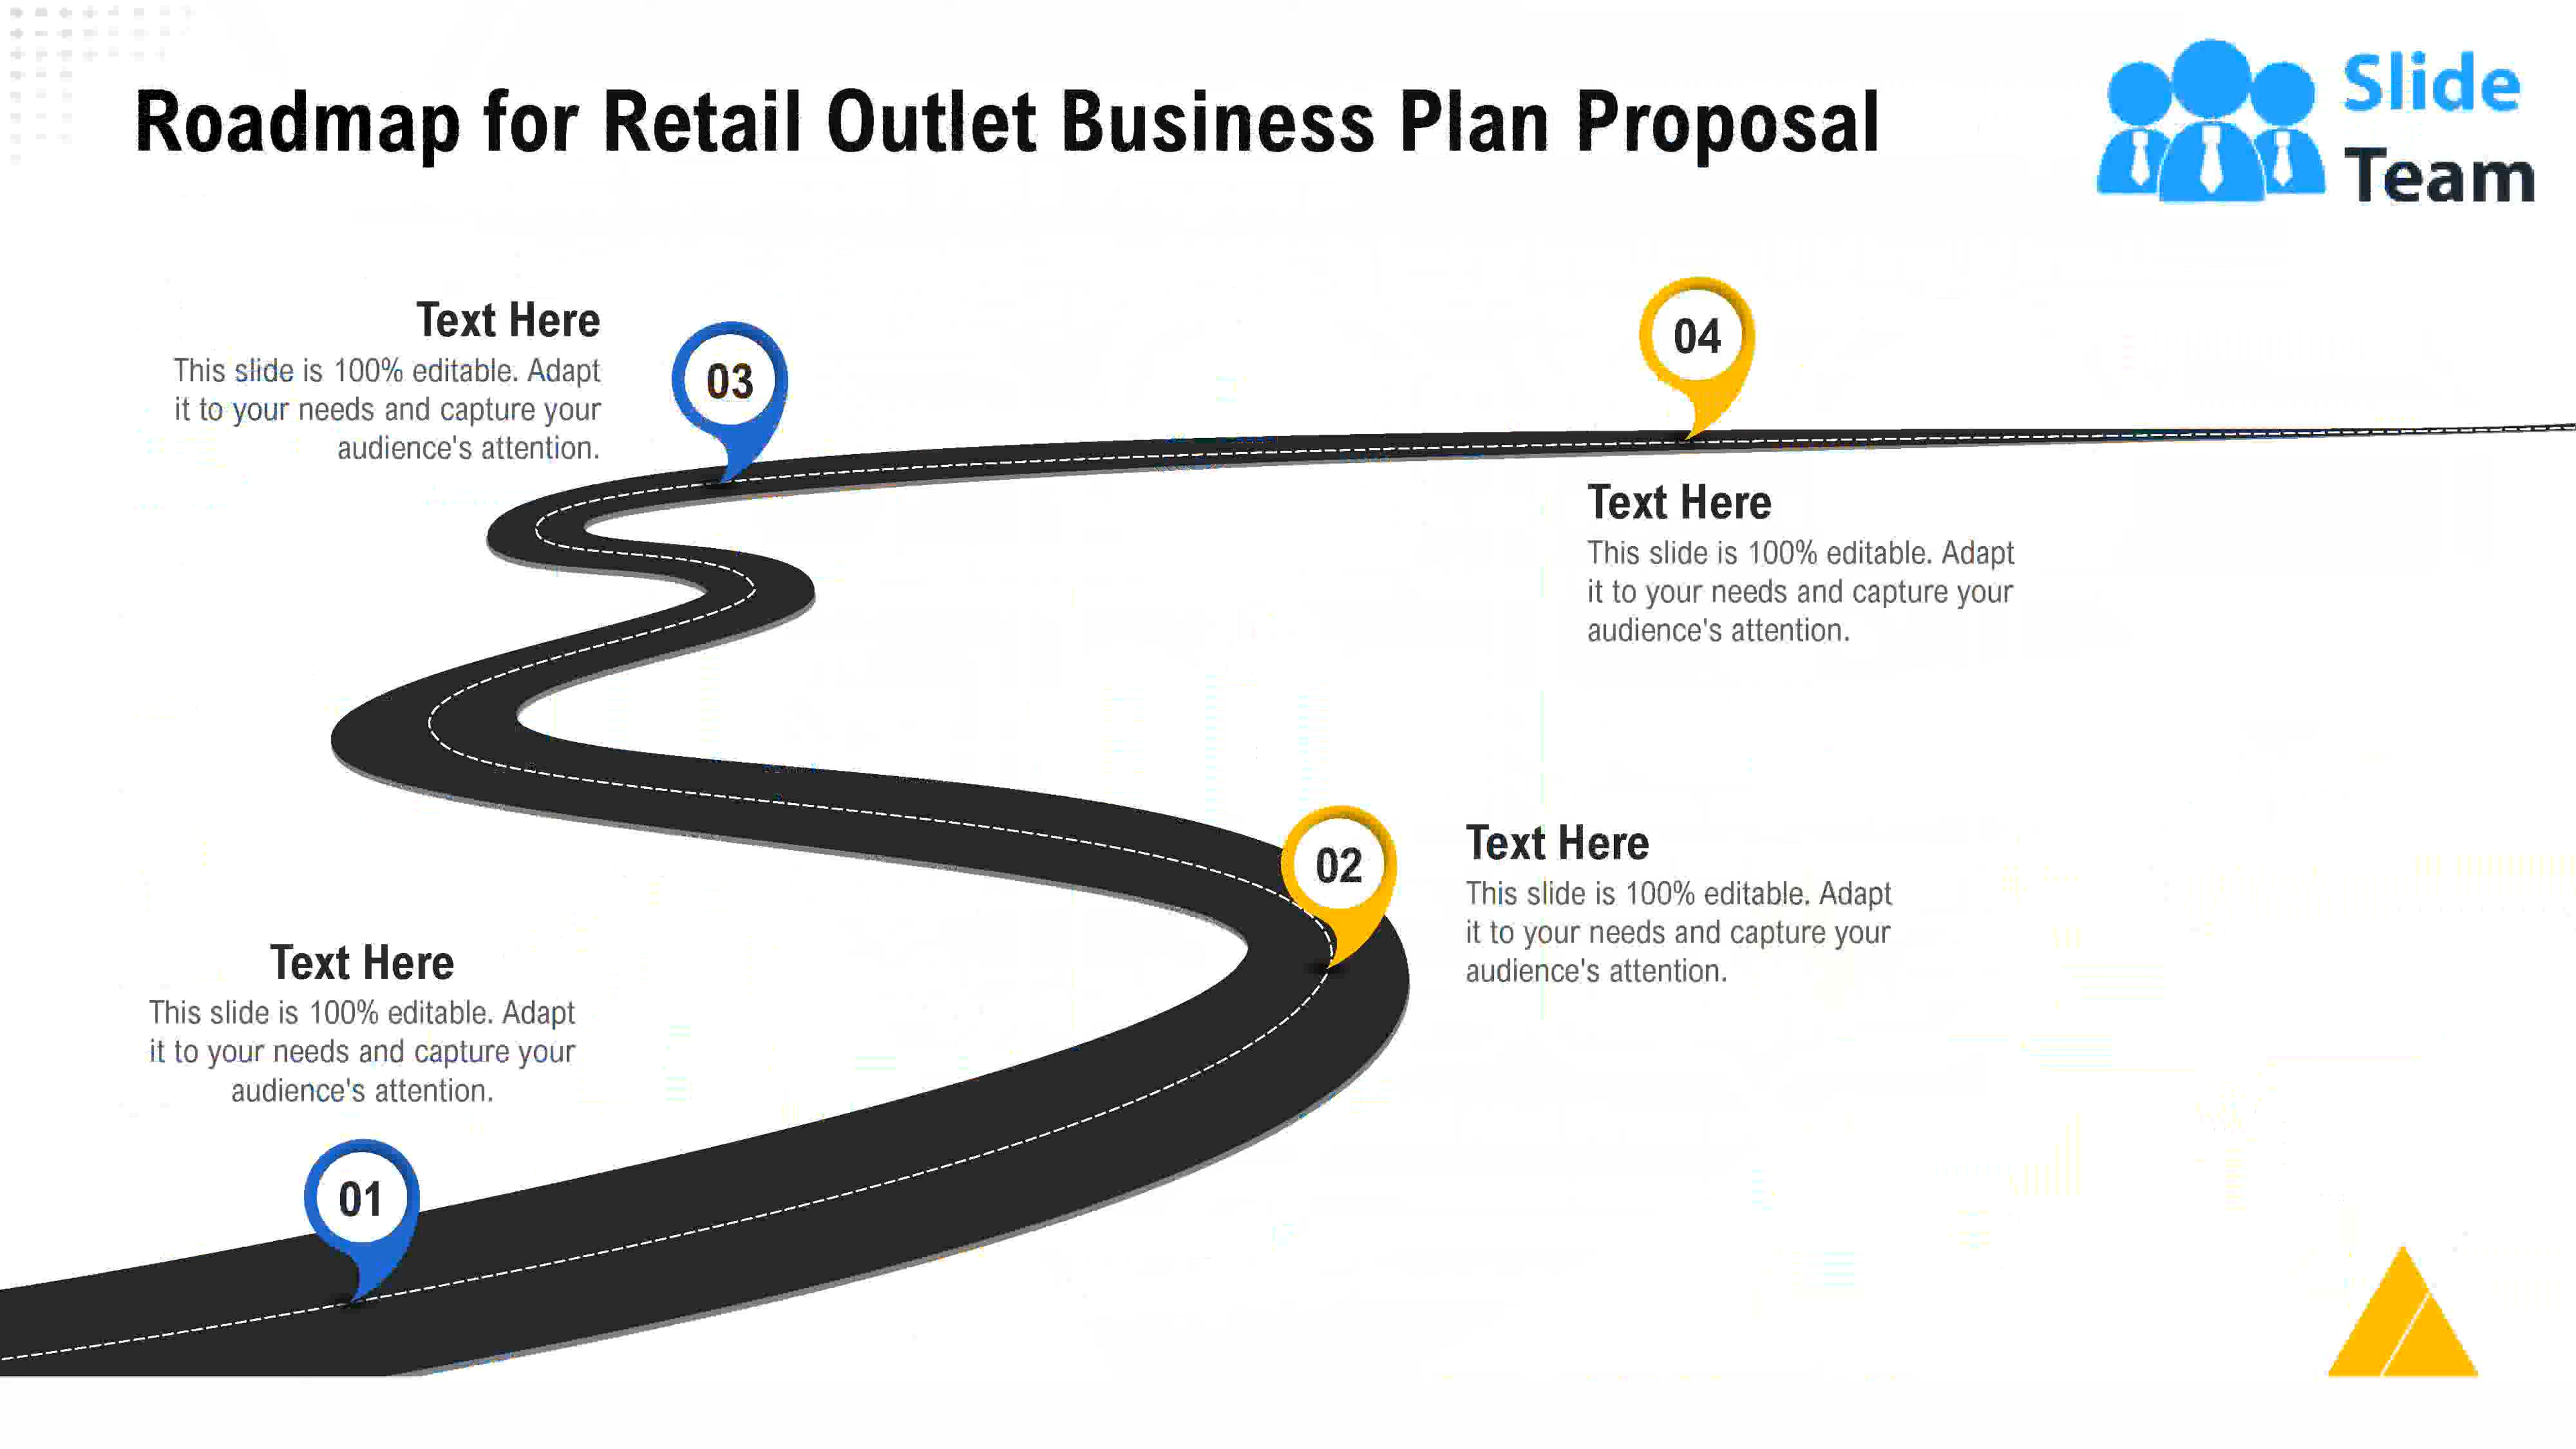 Roadmap for Retail Outlet Business Plan Proposal
Slide
Team
Text Here
This slide is 100% editable. Adapt
it to your needs and capture your
audience's attention.
03
04
Text Here
This slide is 100% editable. Adapt
it to your needs and capture your
audience's attention.
02
Text Here
This slide is 100% editable. Adapt
it to your needs and capture your
audience's attention.
Text Here
This slide is 100% editable. Adapt
it to your needs and capture your
audience's attention.
01